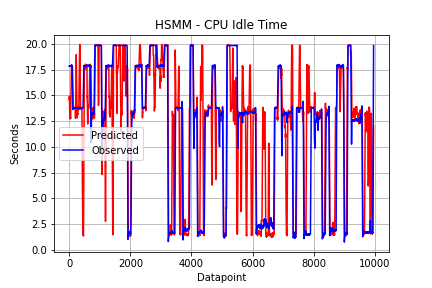 HSMM - CPU Idle Time
20.0
17.5
15.0
12.5
10.0
7.5
5.0
2.5
0.0
Seconds
Predicted
Observed
0 2000 4000 6000 8000 10000
Datapoint